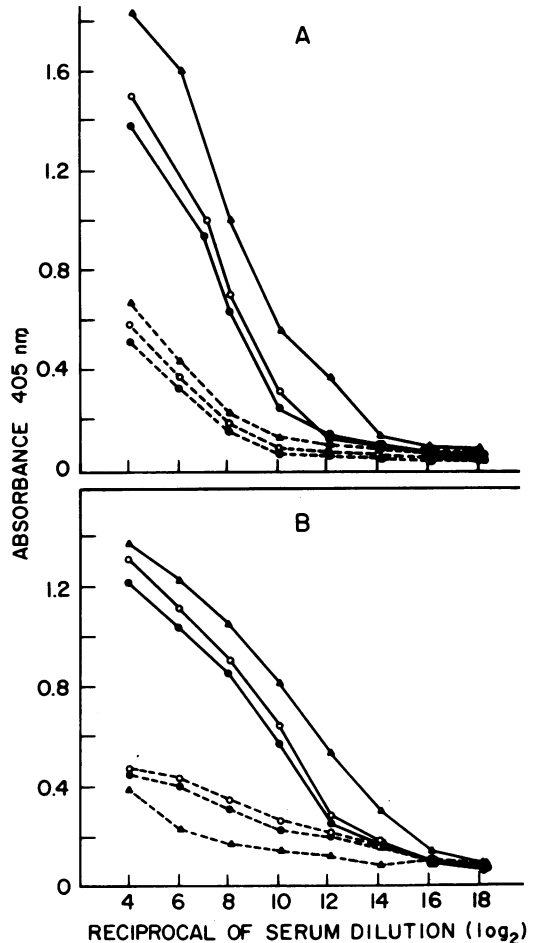 A
1.6
1.2
0.8
0.4
0
B
1.2
0.8
0.4
0
ABSORBANCE 405 nm
4 6 8 10 12 14 16 18
RECIPROCAL OF SERUM DILUTION (log₂)